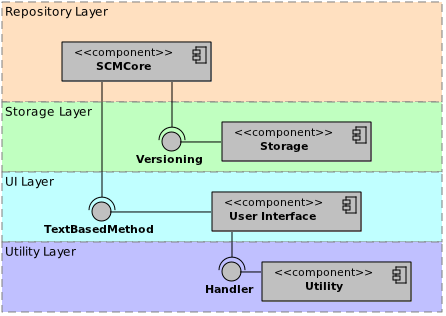 Repository Layer
<<component>>
SCMCore
Storage Layer
<<component>>
Storage
Versioning
UI Layer
<<component>>
User Interface
TextBasedMethod
Utility Layer
<<component>>
Utility
Handler